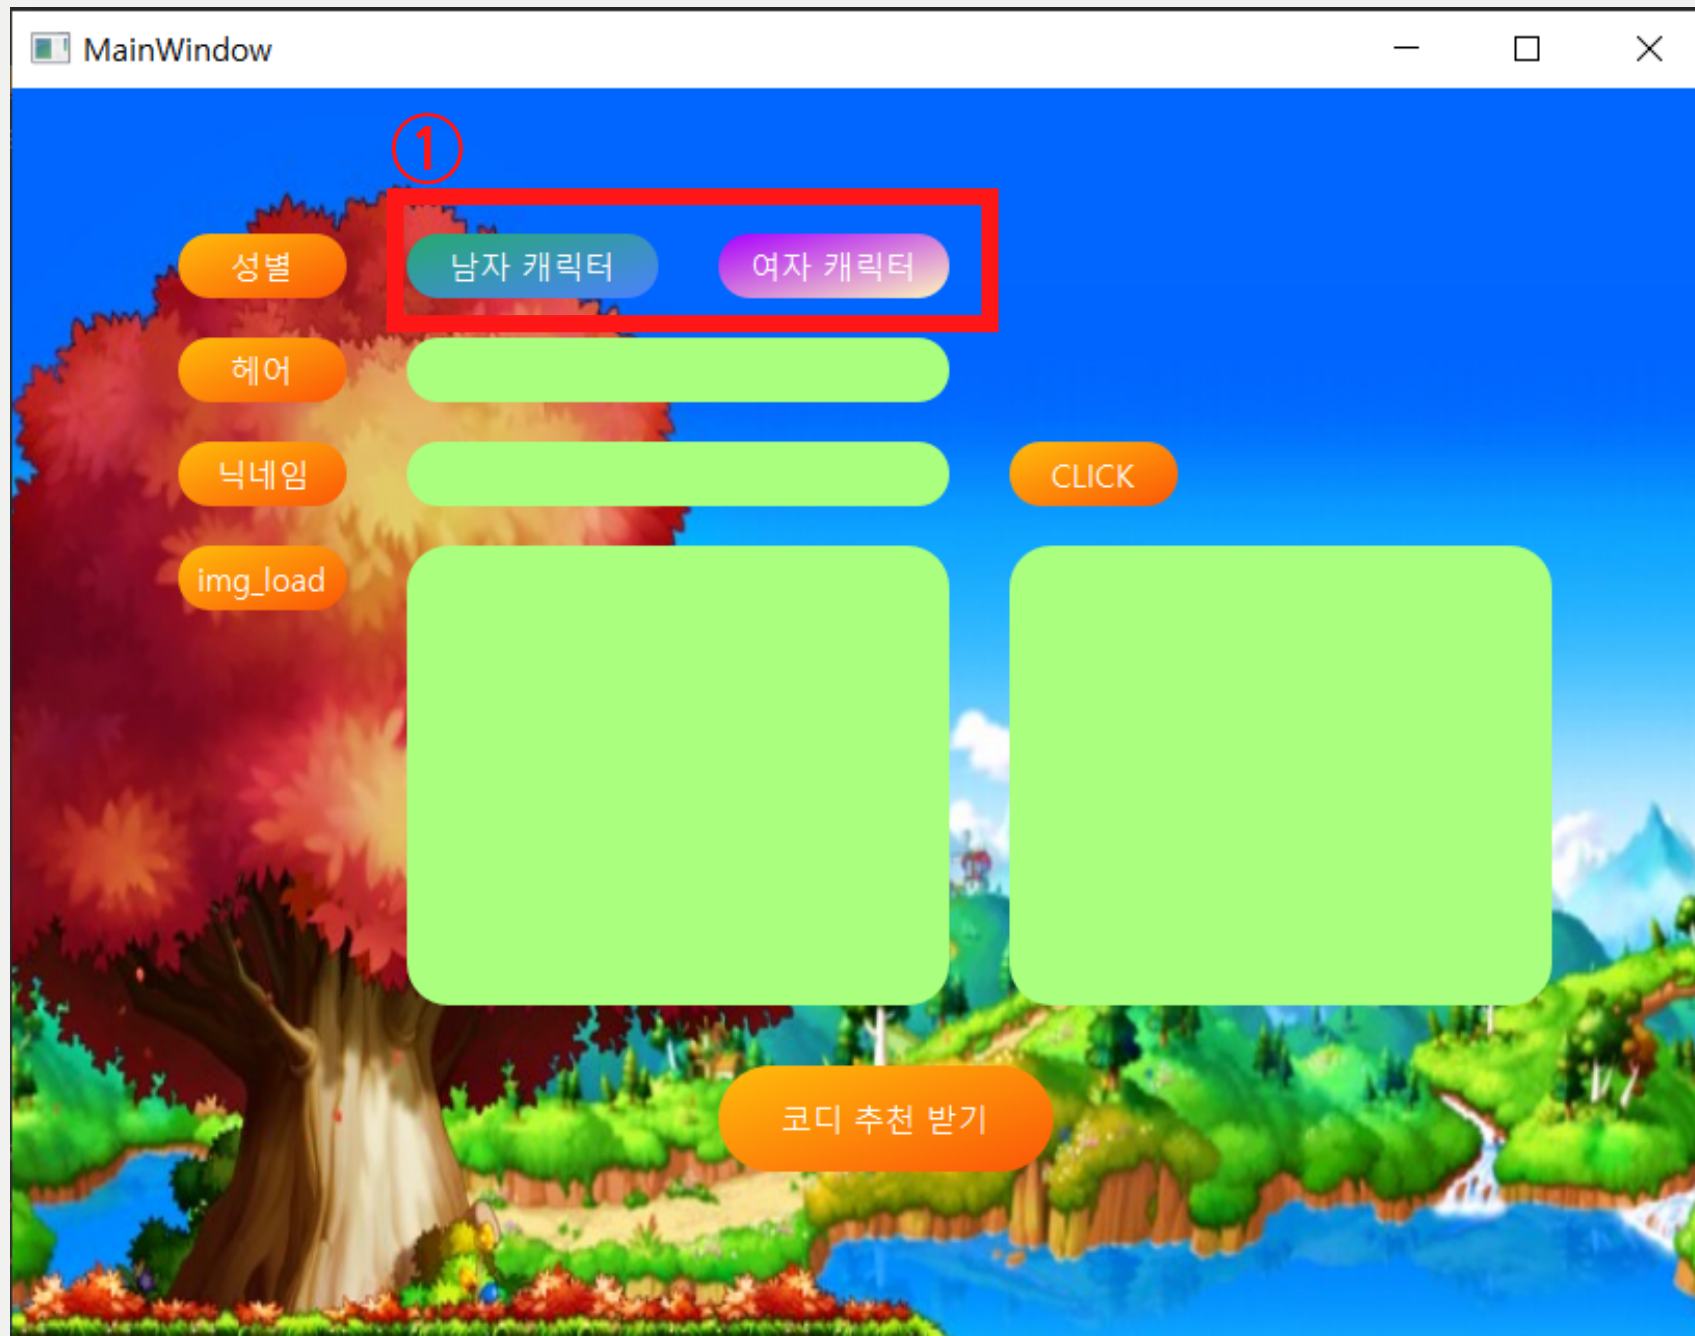 MainWindow
①
성별 남자 캐릭터 여자 캐릭터
헤어
닉네임 CLICK
img_load
코디 추천 받기